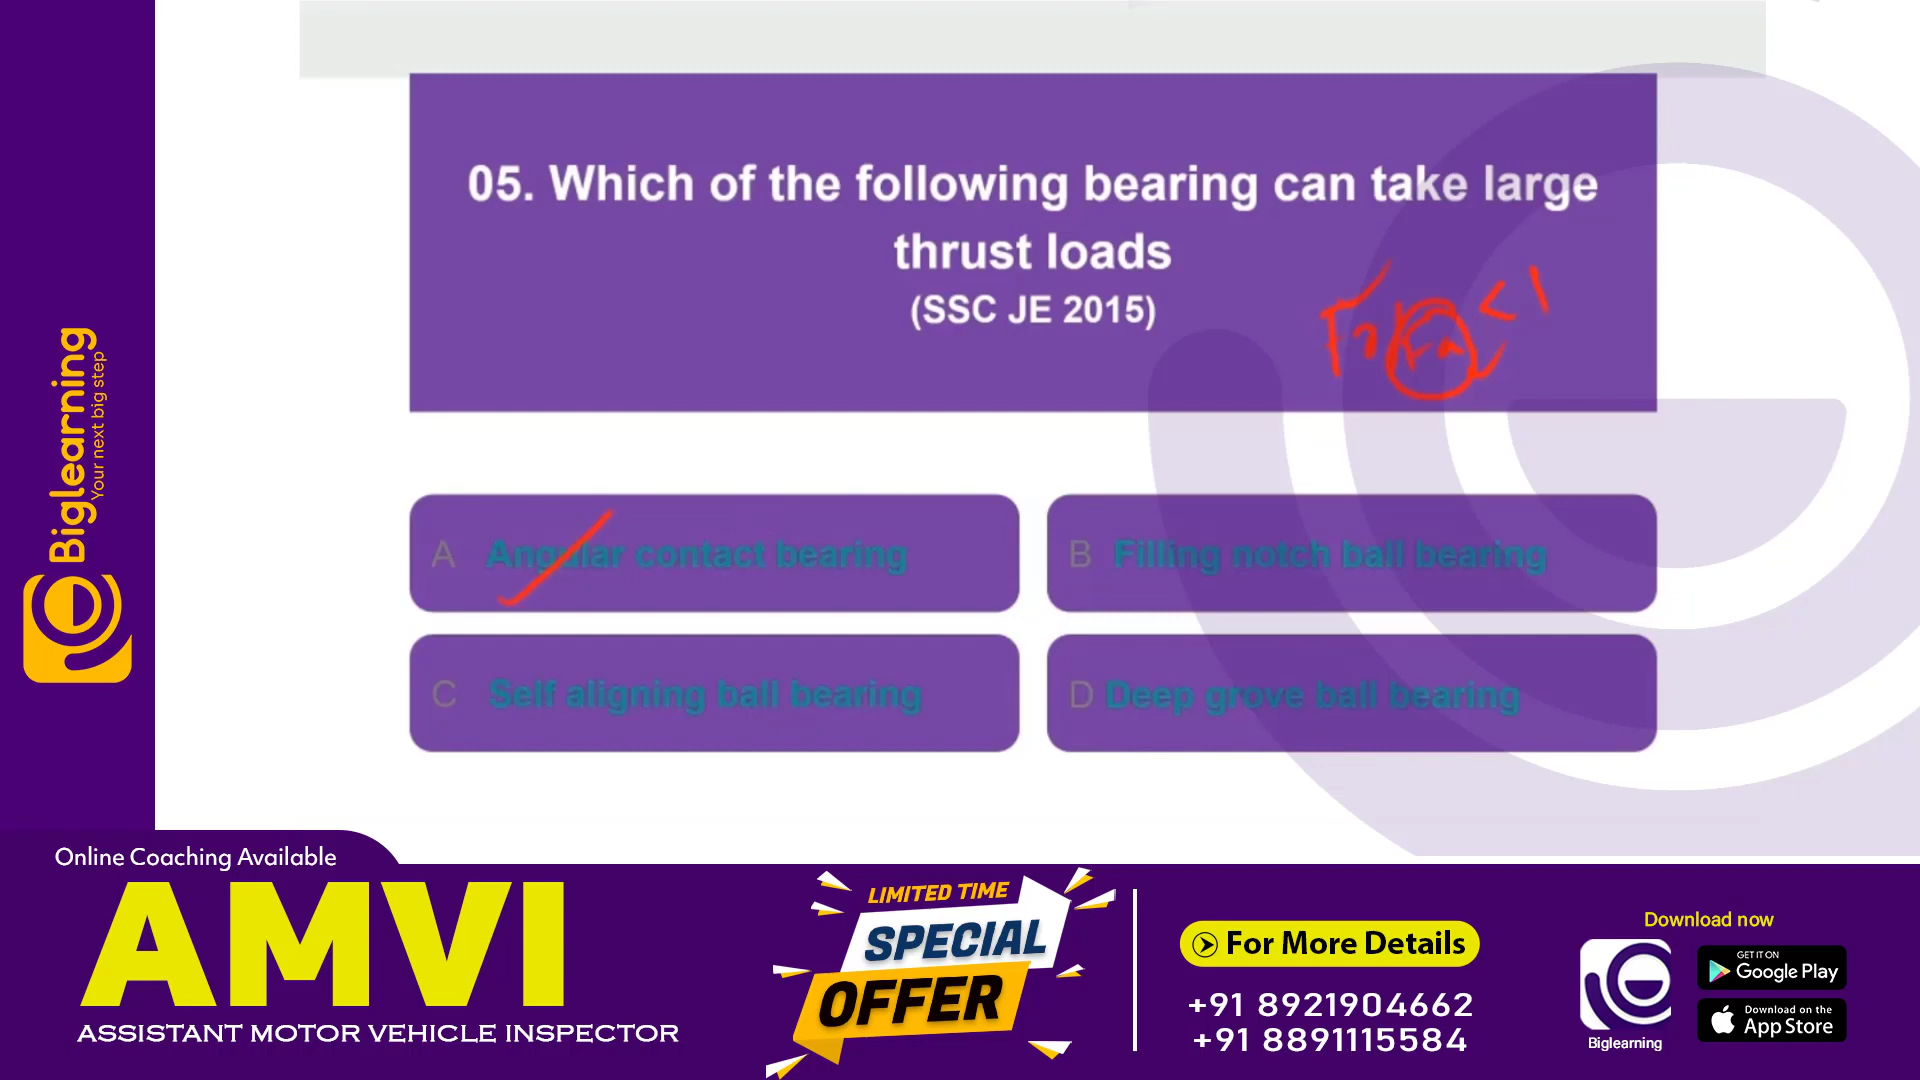 05. Which of the following bearing can take large
thrust loads
(SSC JE 2015)
A Angular contact bearing
B Filling notch ball bearing
C Self aligning ball bearing
D Deep grove ball bearing
Biglearning
Your next big step
Online Coaching Available
AMVI
ASSISTANT MOTOR VEHICLE INSPECTOR
LIMITED TIME
SPECIAL
OFFER
For More Details
+91 8921904662
+91 8891115584
Download now
Biglearning
GET IT ON
Google Play
Download on the
App Store